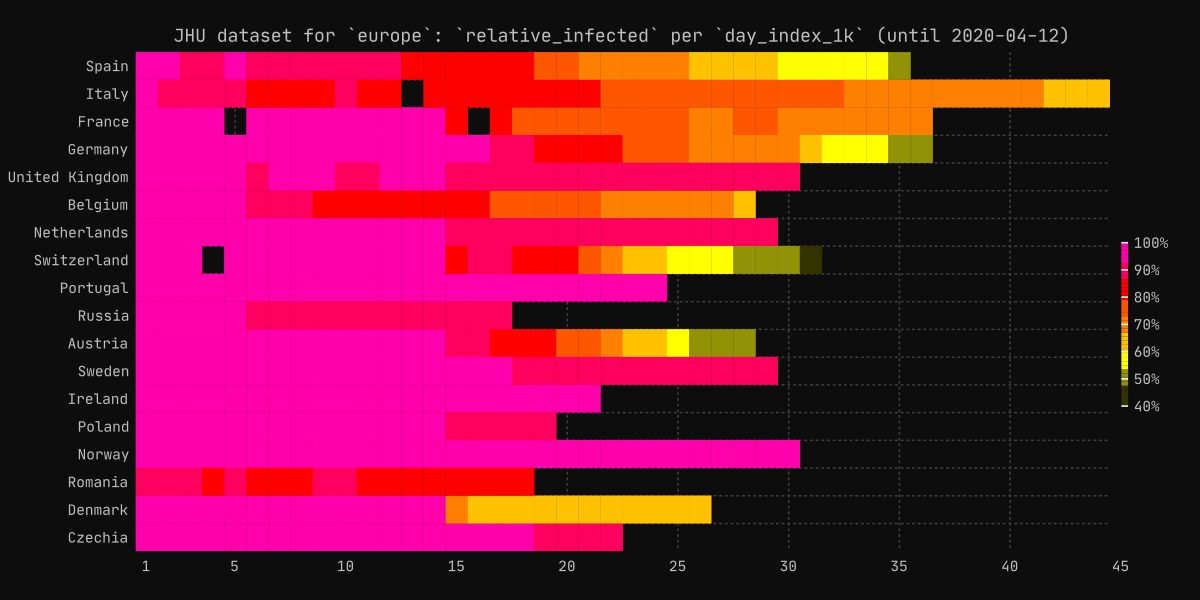 JHU dataset for `europe`: `relative_infected` per `day_index_1k` (until 2020-04-12)
Spain
Italy
France
Germany
United Kingdom
Belgium
Netherlands
Switzerland
Portugal
Russia
Austria
Sweden
Ireland
Poland
Norway
Romania
Denmark
Czechia
100%
90%
80%
70%
60%
50%
40%
1 5 10 15 20 25 30 35 40 45